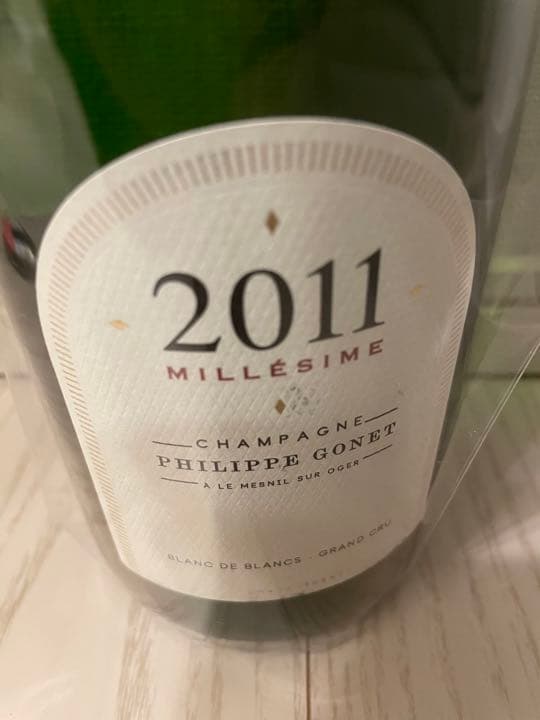 2011
MILLÉSIME
CHAMPAGNE
PHILIPPE GONET
À LE MESNIL SUR OGER
BLANC DE BLANCS · GRAND CRU